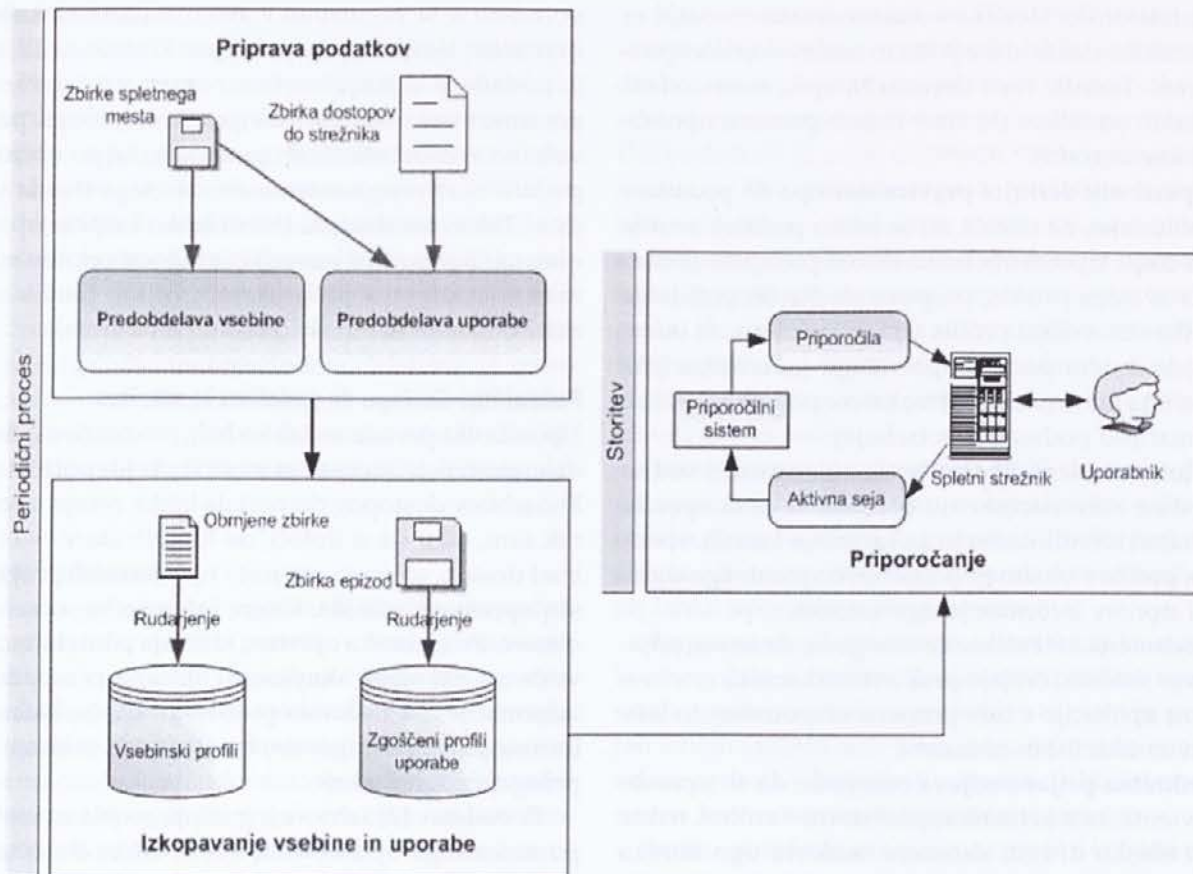 Periodični proces
Priprava podatkov
Zbirke spletnega
mesta
Zbirka dostopov
do strežnika
Predobdelava vsebine
Predobdelava uporabe
Obrnjene zbirke
Zbirka epizod
Rudarjenje
Rudarjenje
Vsebinski profili
Zgoščeni profili
uporabe
Izkopavanje vsebine in uporabe
Storitev
Priporočila
Priporočilni
sistem
Aktivna seja
Spletni strežnik
Uporabnik
Priporočanje